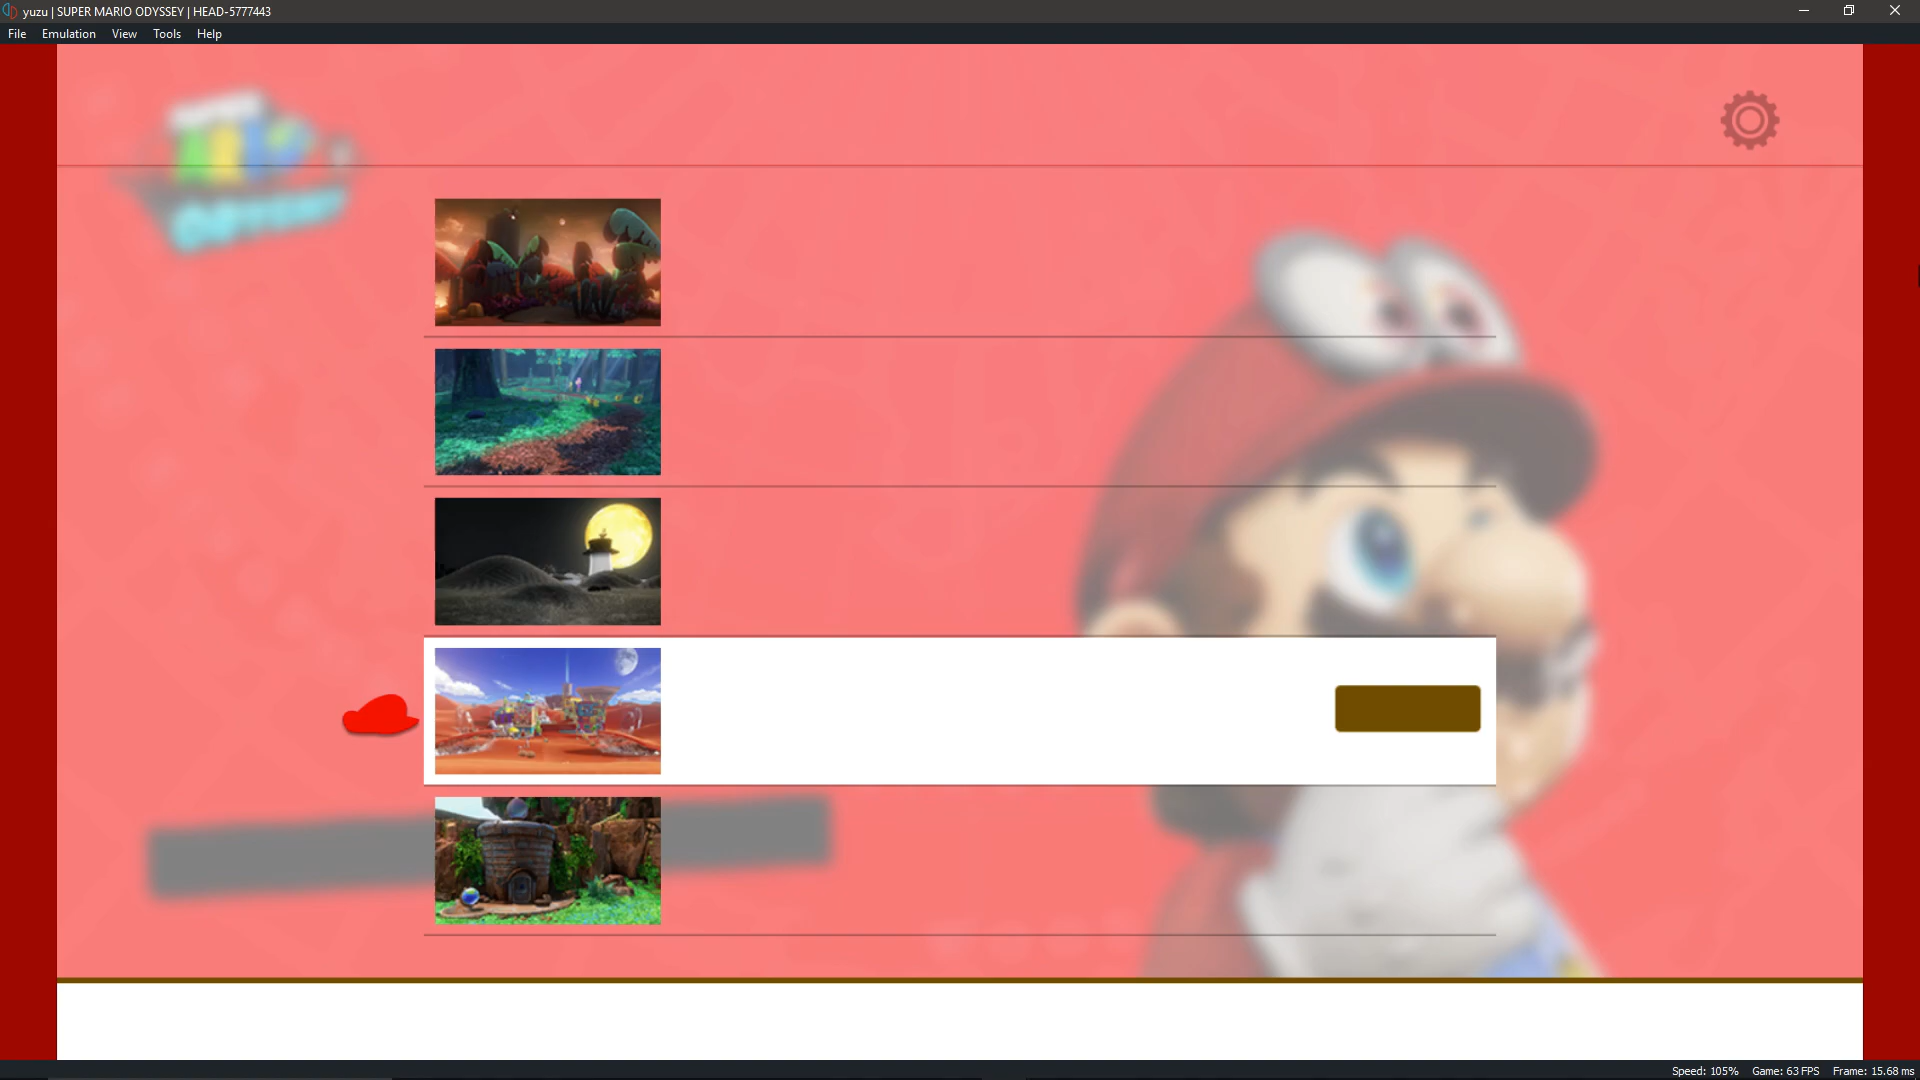 yuzu | SUPER MARIO ODYSSEY | HEAD-5777443
File Emulation View Tools Help
Speed: 105% Game: 63 FPS Frame: 15.68 ms